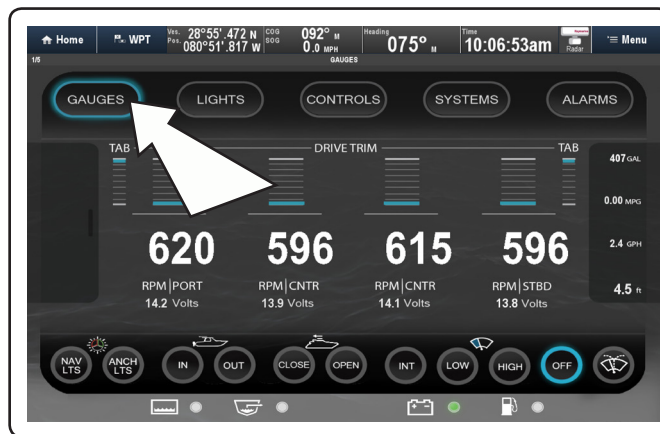 Home WPT Ves. Pos. 28°55'.472 N 080°51'.817 W COG SOG 092° M 0.0 MPH Heading 075° M Time 10:06:53am Radar Menu
1/5 GAUGES
GAUGES LIGHTS CONTROLS SYSTEMS ALARMS
TAB DRIVE TRIM TAB
407 GAL
0.00 MPG
620 596 615 596
2.4 GPH
RPM|PORT RPM|CNTR RPM|CNTR RPM|STBD
4.5 ft
14.2 Volts 13.9 Volts 14.1 Volts 13.8 Volts
NAV LTS ANCH LTS IN OUT CLOSE OPEN INT LOW HIGH OFF